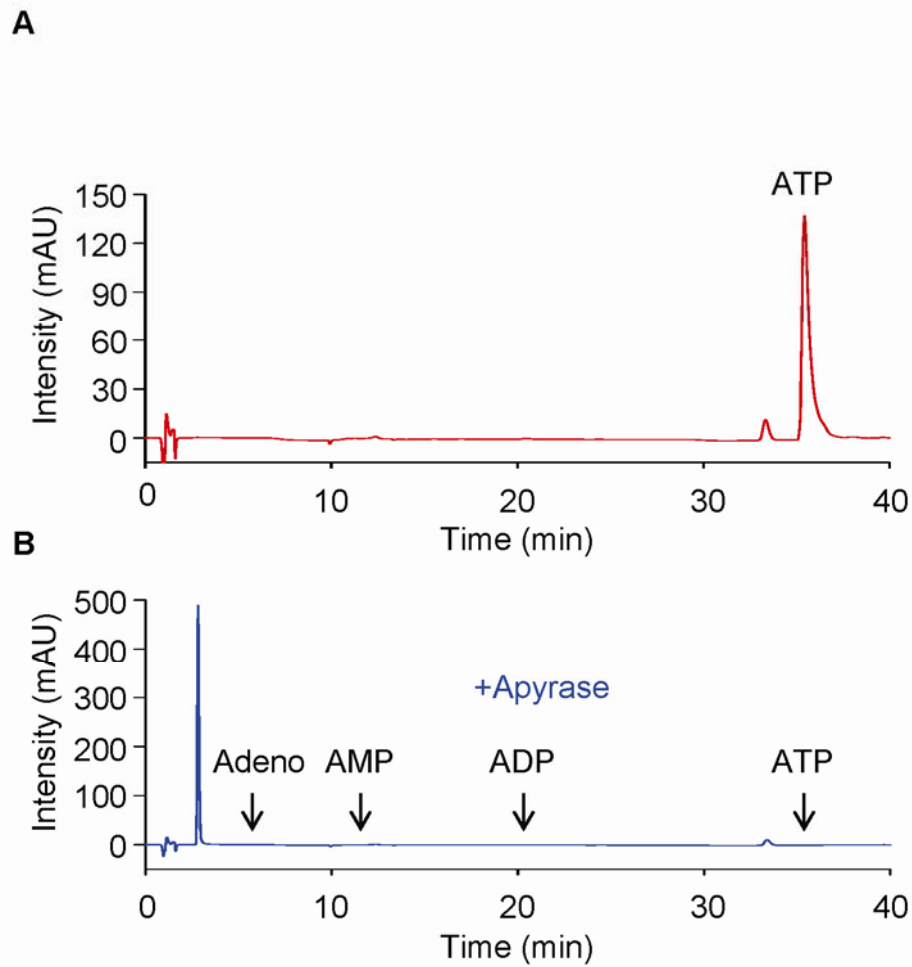 A
ATP
150
120
90
60
30
0
Intensity (mAU)
0 10 20 30 40
Time (min)
B
500
400
300
200
100
0
Intensity (mAU)
+Apyrase
Adeno AMP ADP ATP
0 10 20 30 40
Time (min)